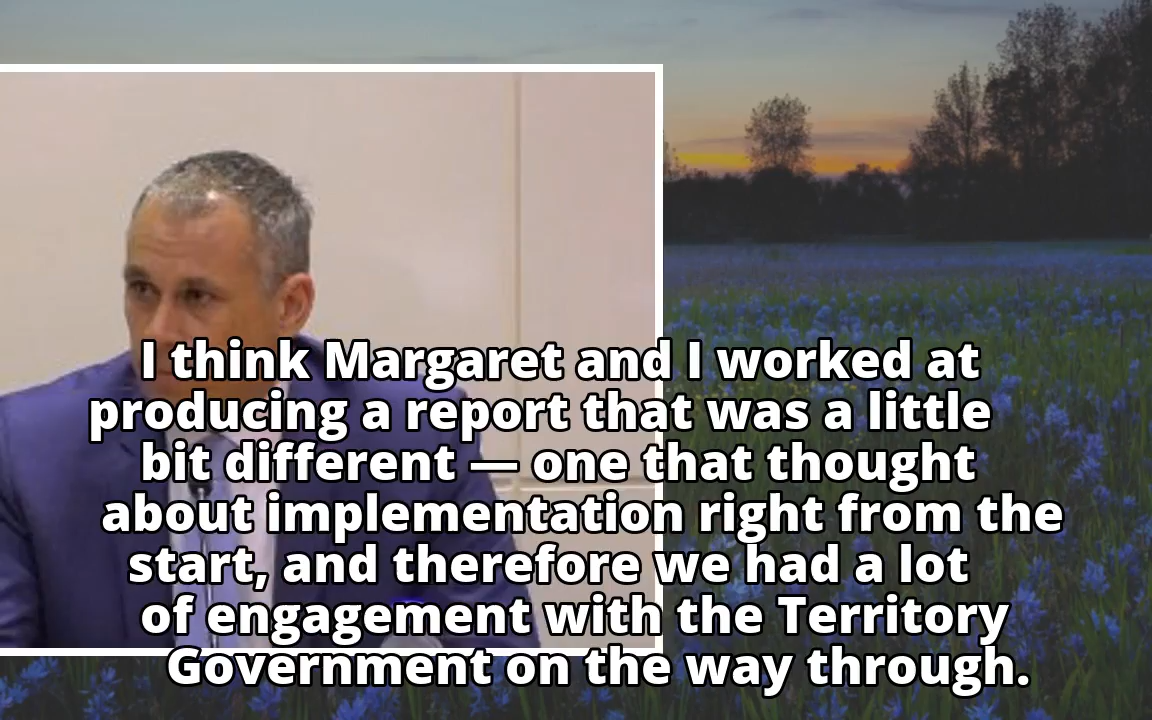 I think Margaret and I worked at
producing a report that was a little
bit different — one that thought
about implementation right from the
start, and therefore we had a lot
of engagement with the Territory
Government on the way through.